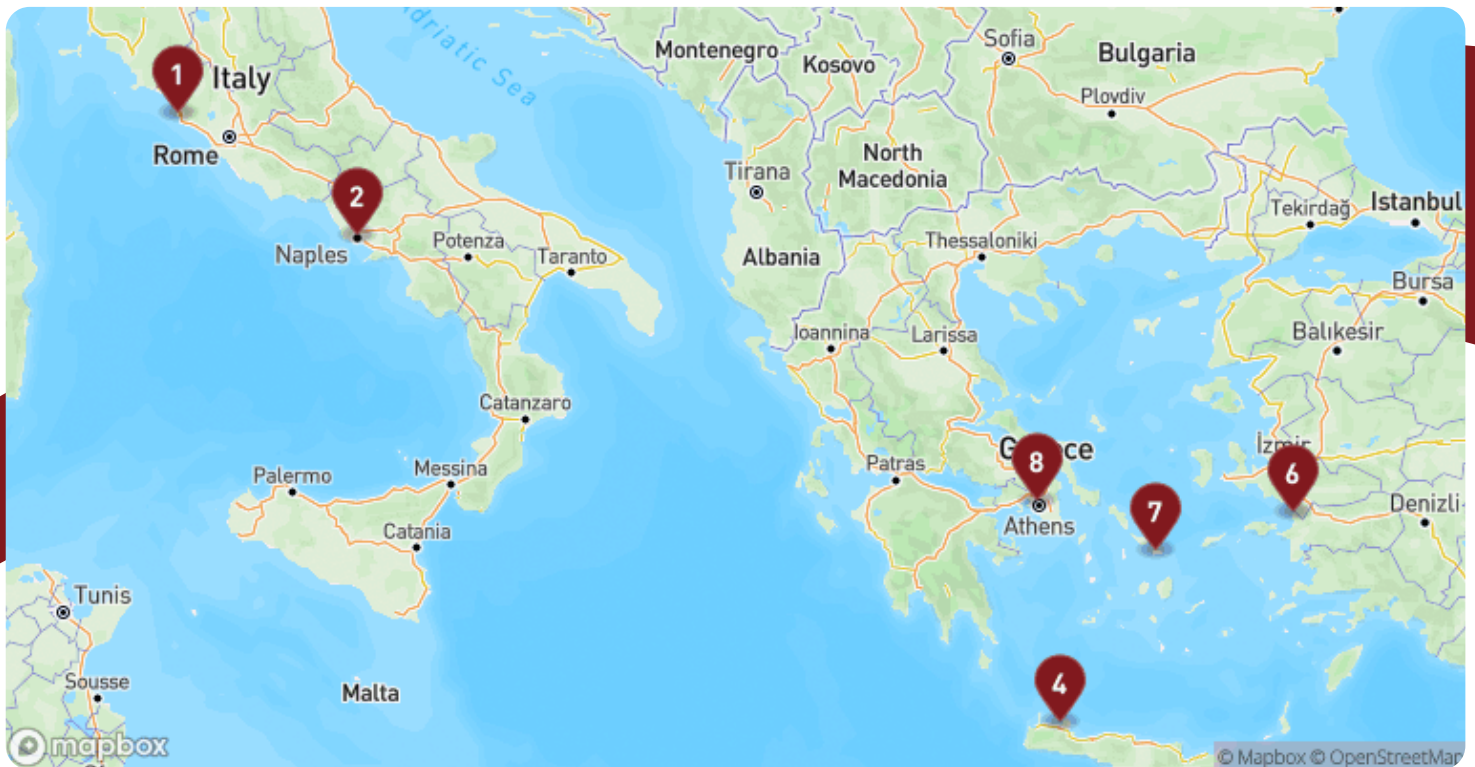 Adriatic Sea
Montenegro
Kosovo
Sofia
Bulgaria
Plovdiv
1
Italy
Rome
2
Naples
Potenza
Taranto
Tirana
North
Macedonia
Albania
Thessaloniki
Tekirdağ
Istanbul
Bursa
Ioannina
Larissa
Balıkesir
Catanzaro
Messina
Palermo
Catania
Patras
8
Athens
7
İzmir
6
Denizli
Tunis
Sousse
Malta
4
mapbox
© Mapbox © OpenStreetMap